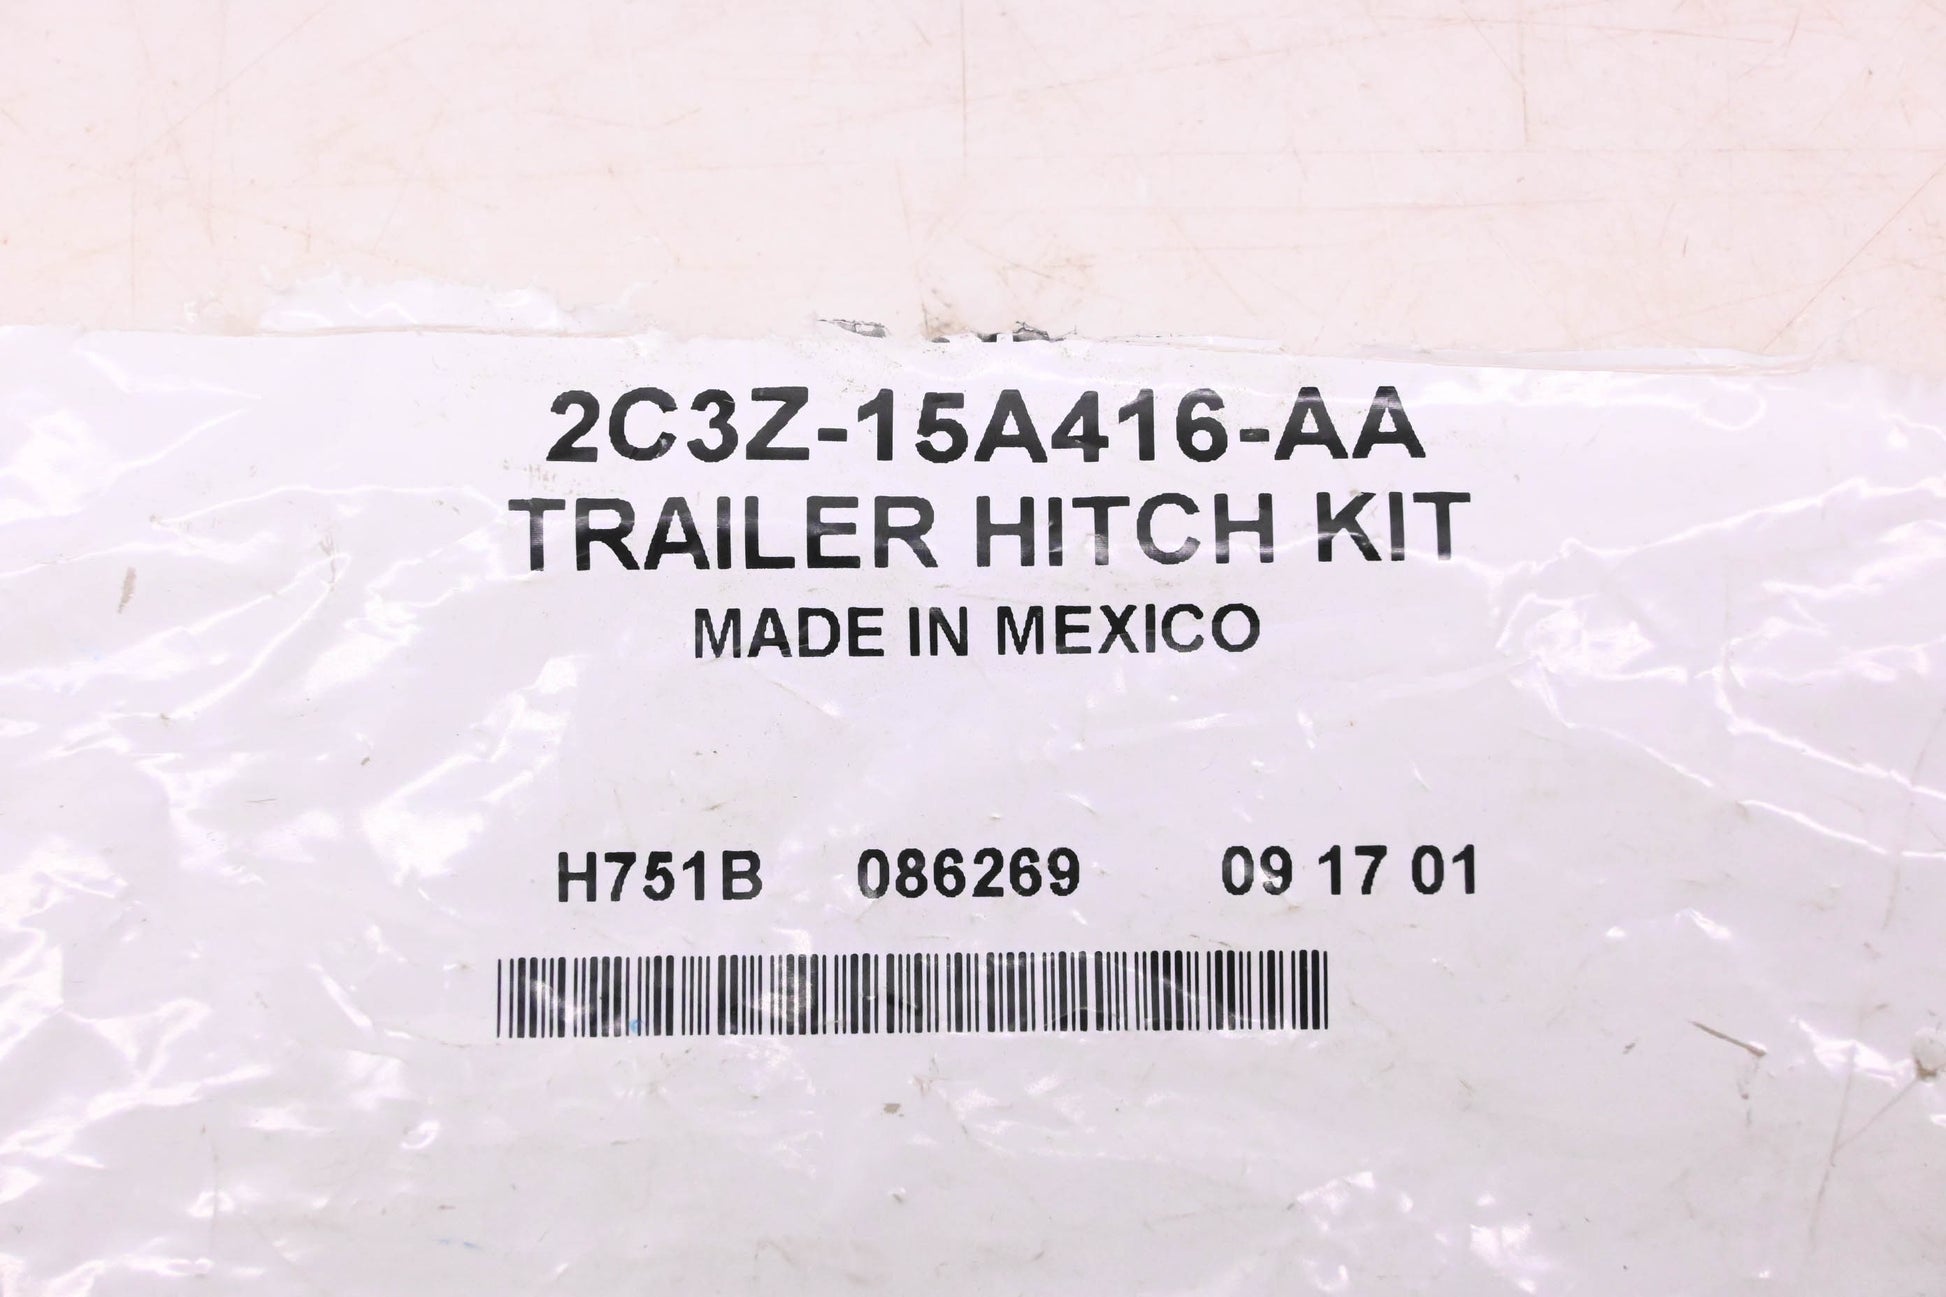 2C3Z-15A416-AA
TRAILER HITCH KIT
MADE IN MEXICO
H751B 086269 09 17 01